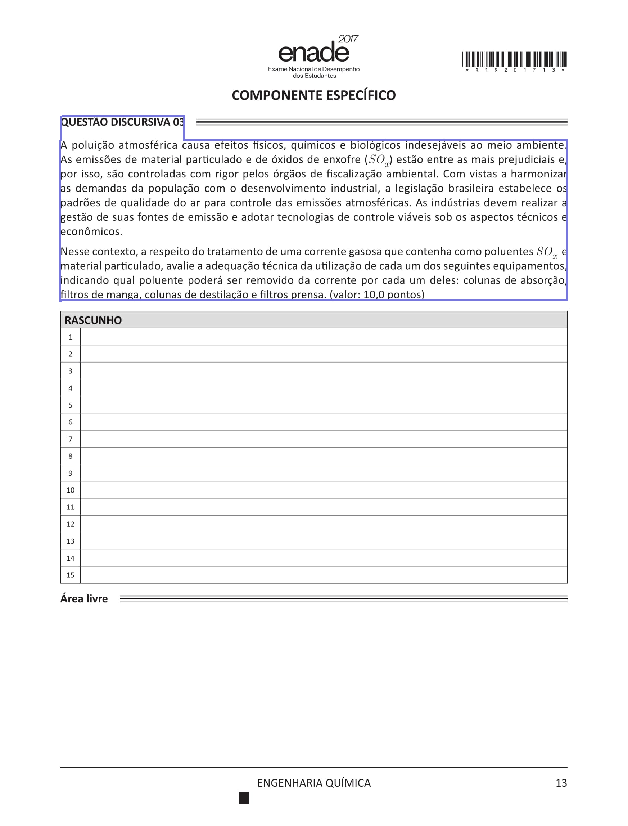 enade 2017
Exame Nacional de Desempenho
dos Estudantes
*R1320171 3*
COMPONENTE ESPECÍFICO
QUESTÃO DISCURSIVA 03
A poluição atmosférica causa efeitos físicos, químicos e biológicos indesejáveis ao meio ambiente.
As emissões de material particulado e de óxidos de enxofre (SOx) estão entre as mais prejudiciais e,
por isso, são controladas com rigor pelos órgãos de fiscalização ambiental. Com vistas a harmonizar
as demandas da população com o desenvolvimento industrial, a legislação brasileira estabelece os
padrões de qualidade do ar para controle das emissões atmosféricas. As indústrias devem realizar a
gestão de suas fontes de emissão e adotar tecnologias de controle viáveis sob os aspectos técnicos e
econômicos.
Nesse contexto, a respeito do tratamento de uma corrente gasosa que contenha como poluentes SOx e
material particulado, avalie a adequação técnica da utilização de cada um dos seguintes equipamentos,
indicando qual poluente poderá ser removido da corrente por cada um deles: colunas de absorção,
filtros de manga, colunas de destilação e filtros prensa. (valor: 10,0 pontos)
RASCUNHO
1
2
3
4
5
6
7
8
9
10
11
12
13
14
15
Área livre
ENGENHARIA QUÍMICA 13